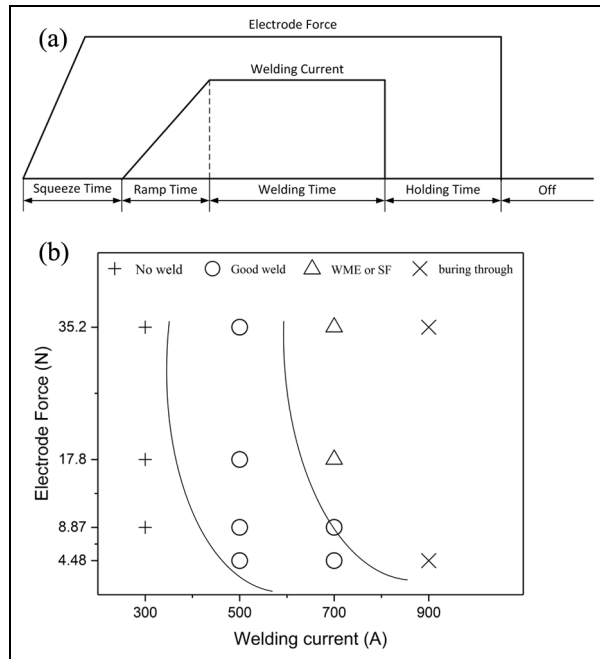 (a)
Electrode Force
Welding Current
Squeeze Time Ramp Time Welding Time Holding Time Off
(b)
No weld Good weld WME or SF buring through
Electrode Force (N)
35.2
17.8
8.87
4.48
300 500 700 900
Welding current (A)